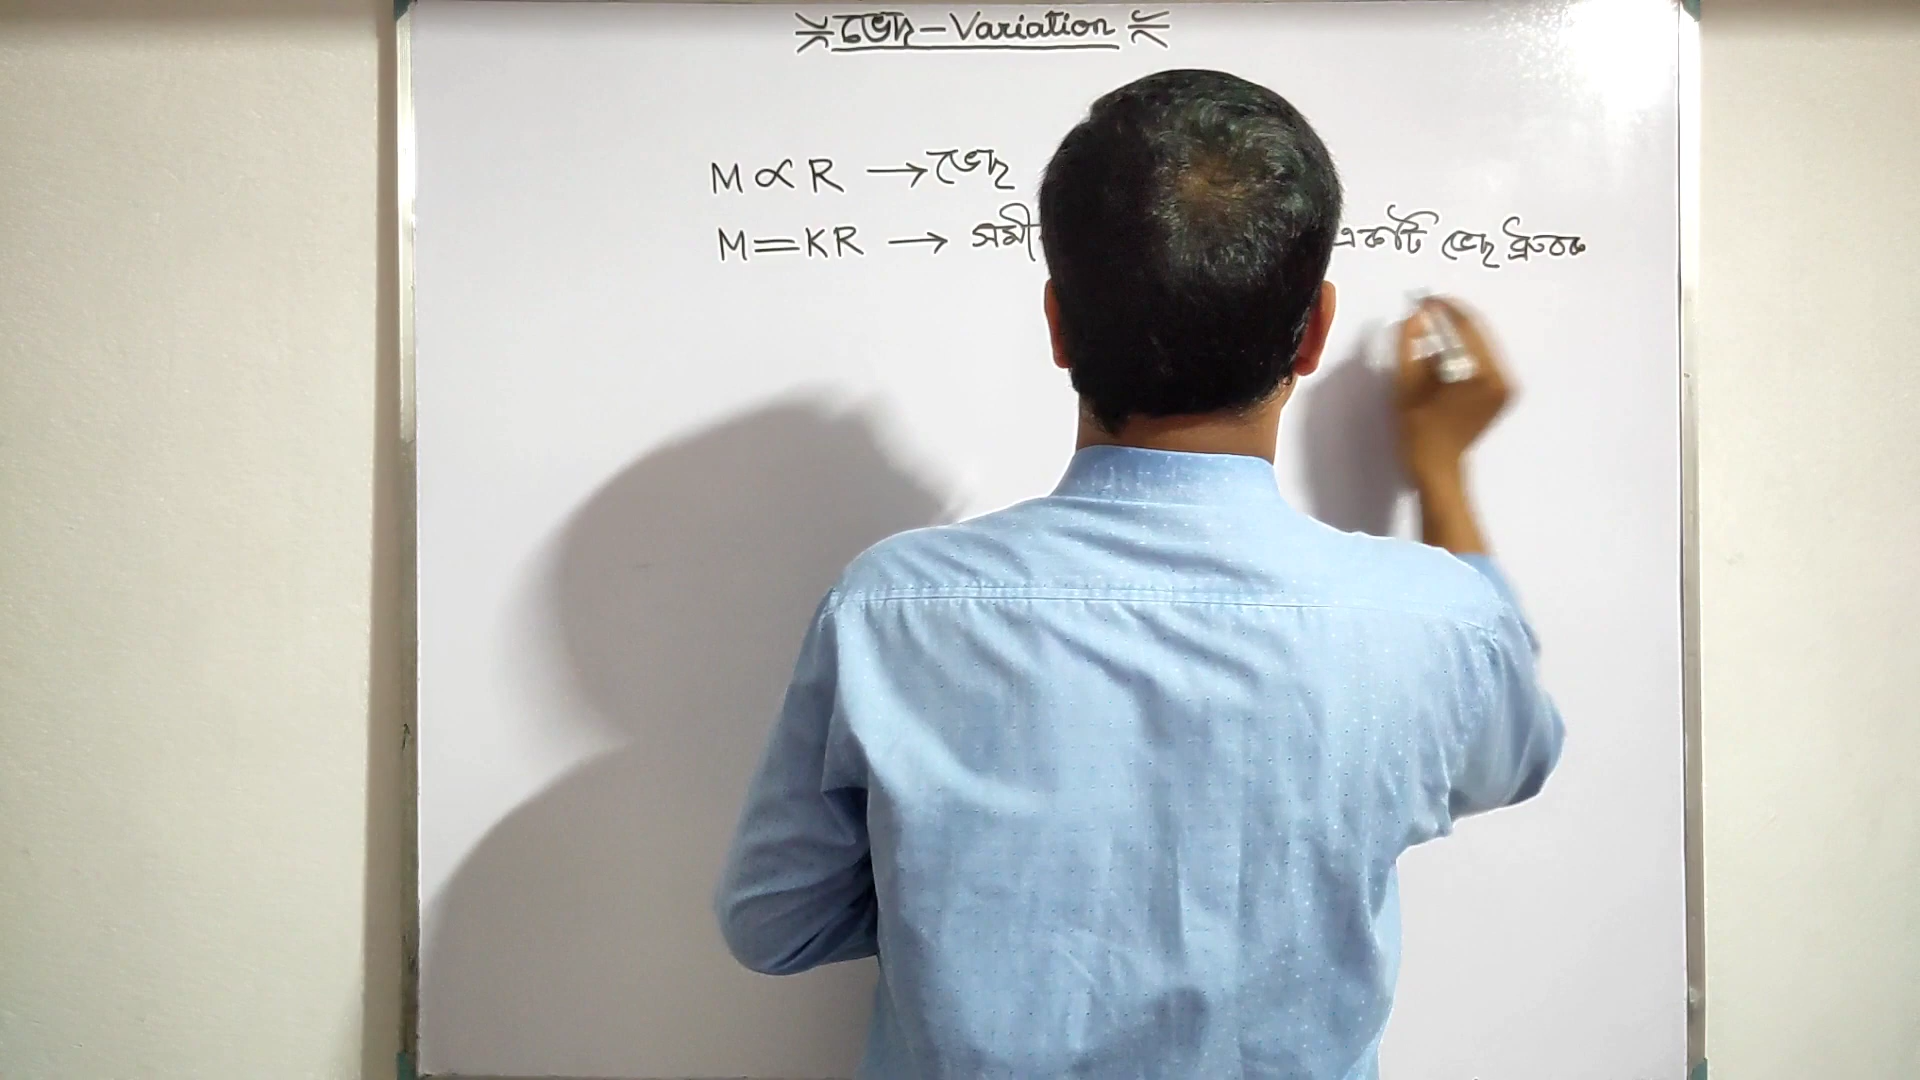 ভেদ – Variation
M ∝ R → ভেদ
M = KR → সমী একটি ভেদ ধ্রুবক